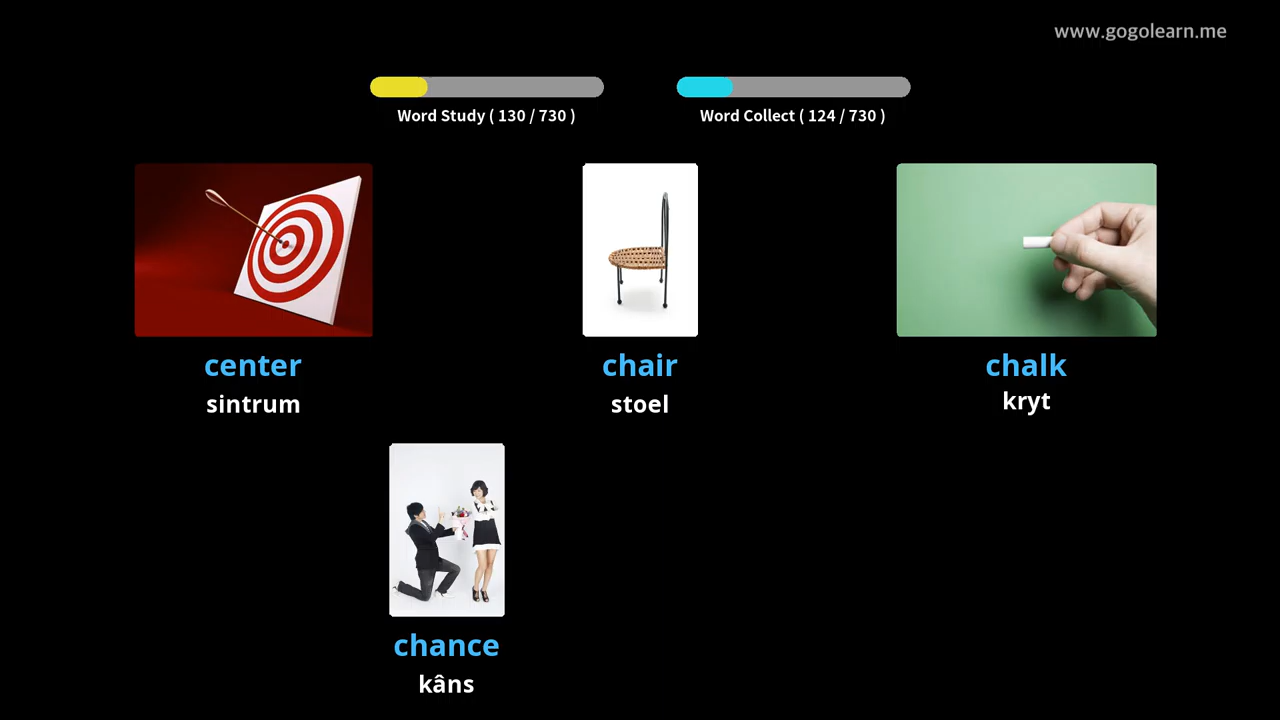 www.gogolearn.me
Word Study ( 130 / 730 )
Word Collect ( 124 / 730 )
center
sintrum
chair
stoel
chalk
kryt
chance
kâns